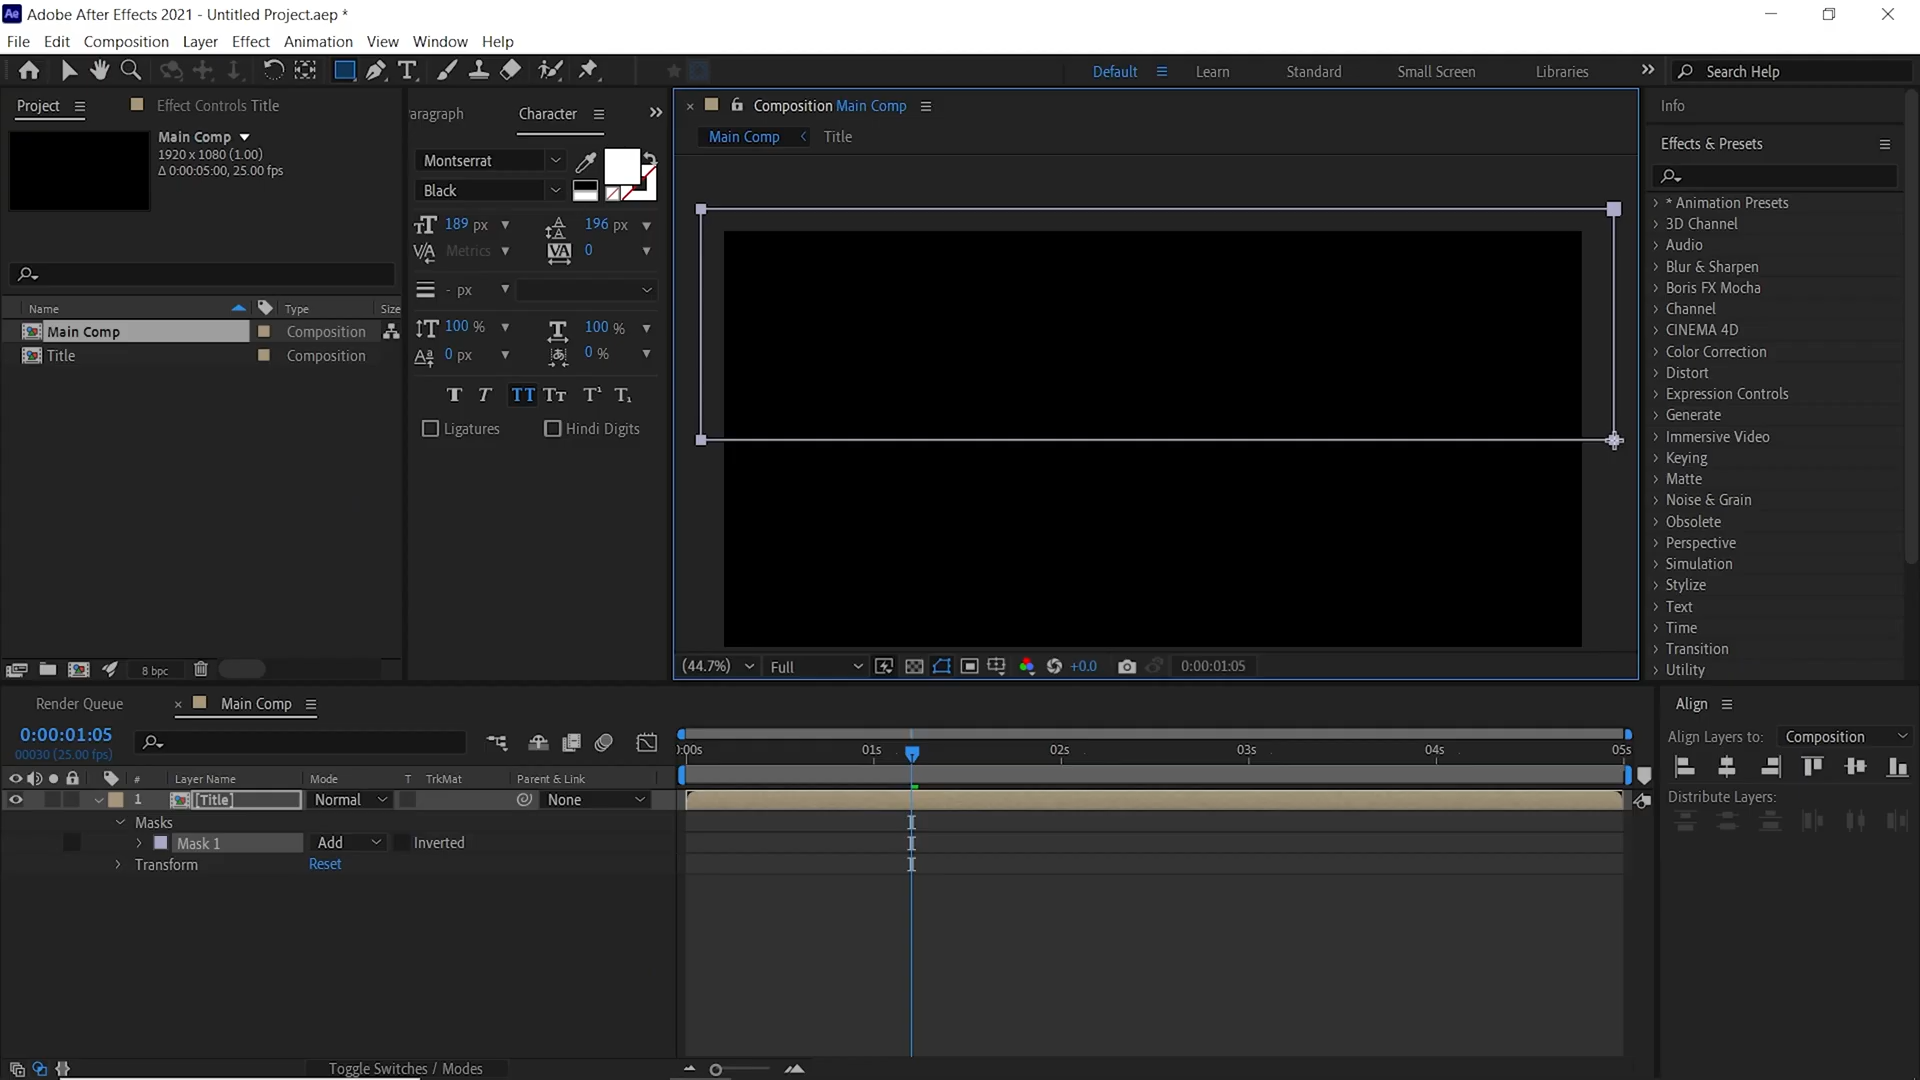 Adobe After Effects 2021 - Untitled Project.aep *
File Edit Composition Layer Effect Animation View Window Help
Default Learn Standard Small Screen Libraries Search Help
Project Effect Controls Title
Main Comp
1920 x 1080 (1.00)
Δ 0:00:05:00, 25.00 fps
Name Type Size
Main Comp Composition
Title Composition
8 bpc
aragraph Character
Montserrat
Black
189 px 196 px
Metrics 0
- px
100 % 100 %
0 px 0 %
Ligatures Hindi Digits
Composition Main Comp
Main Comp Title
(44.7%) Full +0.0 0:00:01:05
Info
Effects & Presets
* Animation Presets
3D Channel
Audio
Blur & Sharpen
Boris FX Mocha
Channel
CINEMA 4D
Color Correction
Distort
Expression Controls
Generate
Immersive Video
Keying
Matte
Noise & Grain
Obsolete
Perspective
Simulation
Stylize
Text
Time
Transition
Utility
Render Queue Main Comp
0:00:01:05
00030 (25.00 fps)
# Layer Name Mode T TrkMat Parent & Link
1 [Title] Normal None
Masks
Mask 1 Add Inverted
Transform Reset
Toggle Switches / Modes
):00s 01s 02s 03s 04s 05s
Align
Align Layers to: Composition
Distribute Layers: